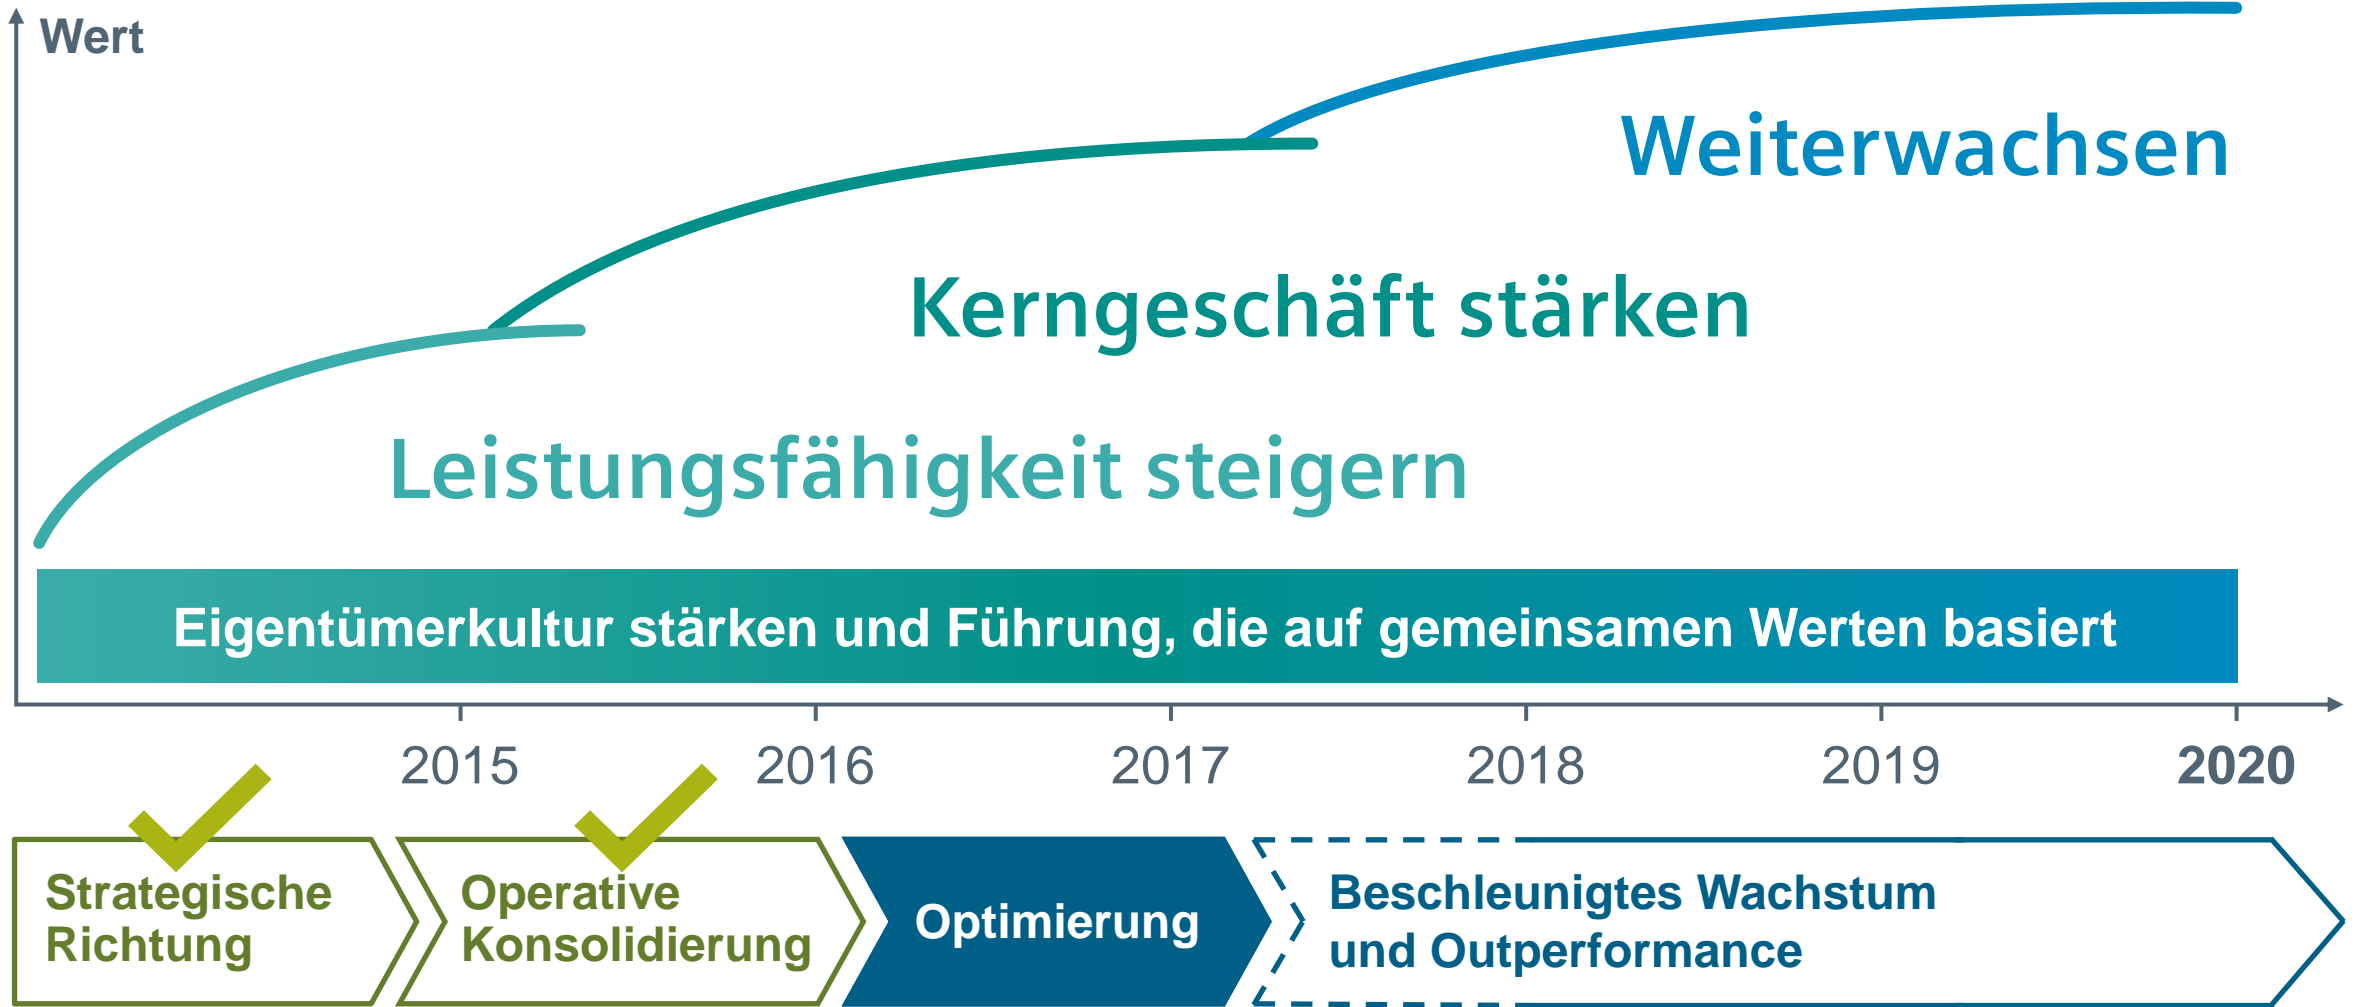 Wert
Weiterwachsen
Kerngeschäft stärken
Leistungsfähigkeit steigern
Eigentümerkultur stärken und Führung, die auf gemeinsamen Werten basiert
2015 2016 2017 2018 2019 2020
Strategische
Richtung
Operative
Konsolidierung
Optimierung
Beschleunigtes Wachstum
und Outperformance